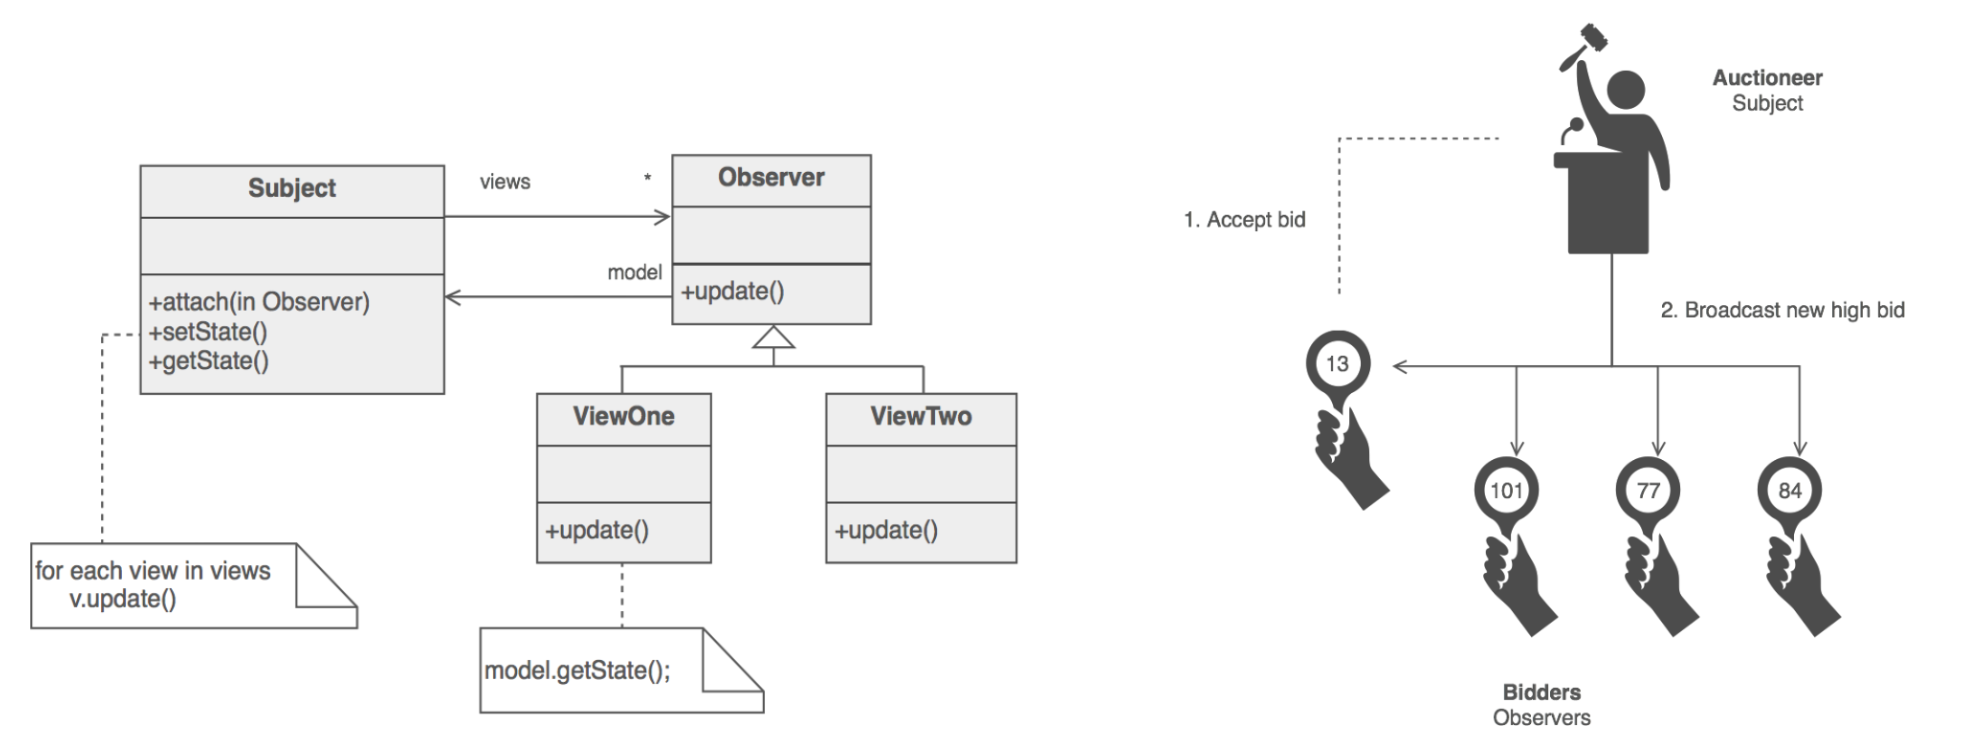 Subject
+attach(in Observer)
+setState()
+getState()
views
*
model
Observer
+update()
ViewOne
+update()
ViewTwo
+update()
for each view in views
v.update()
model.getState();
Auctioneer
Subject
1. Accept bid
2. Broadcast new high bid
13
101
77
84
Bidders
Observers